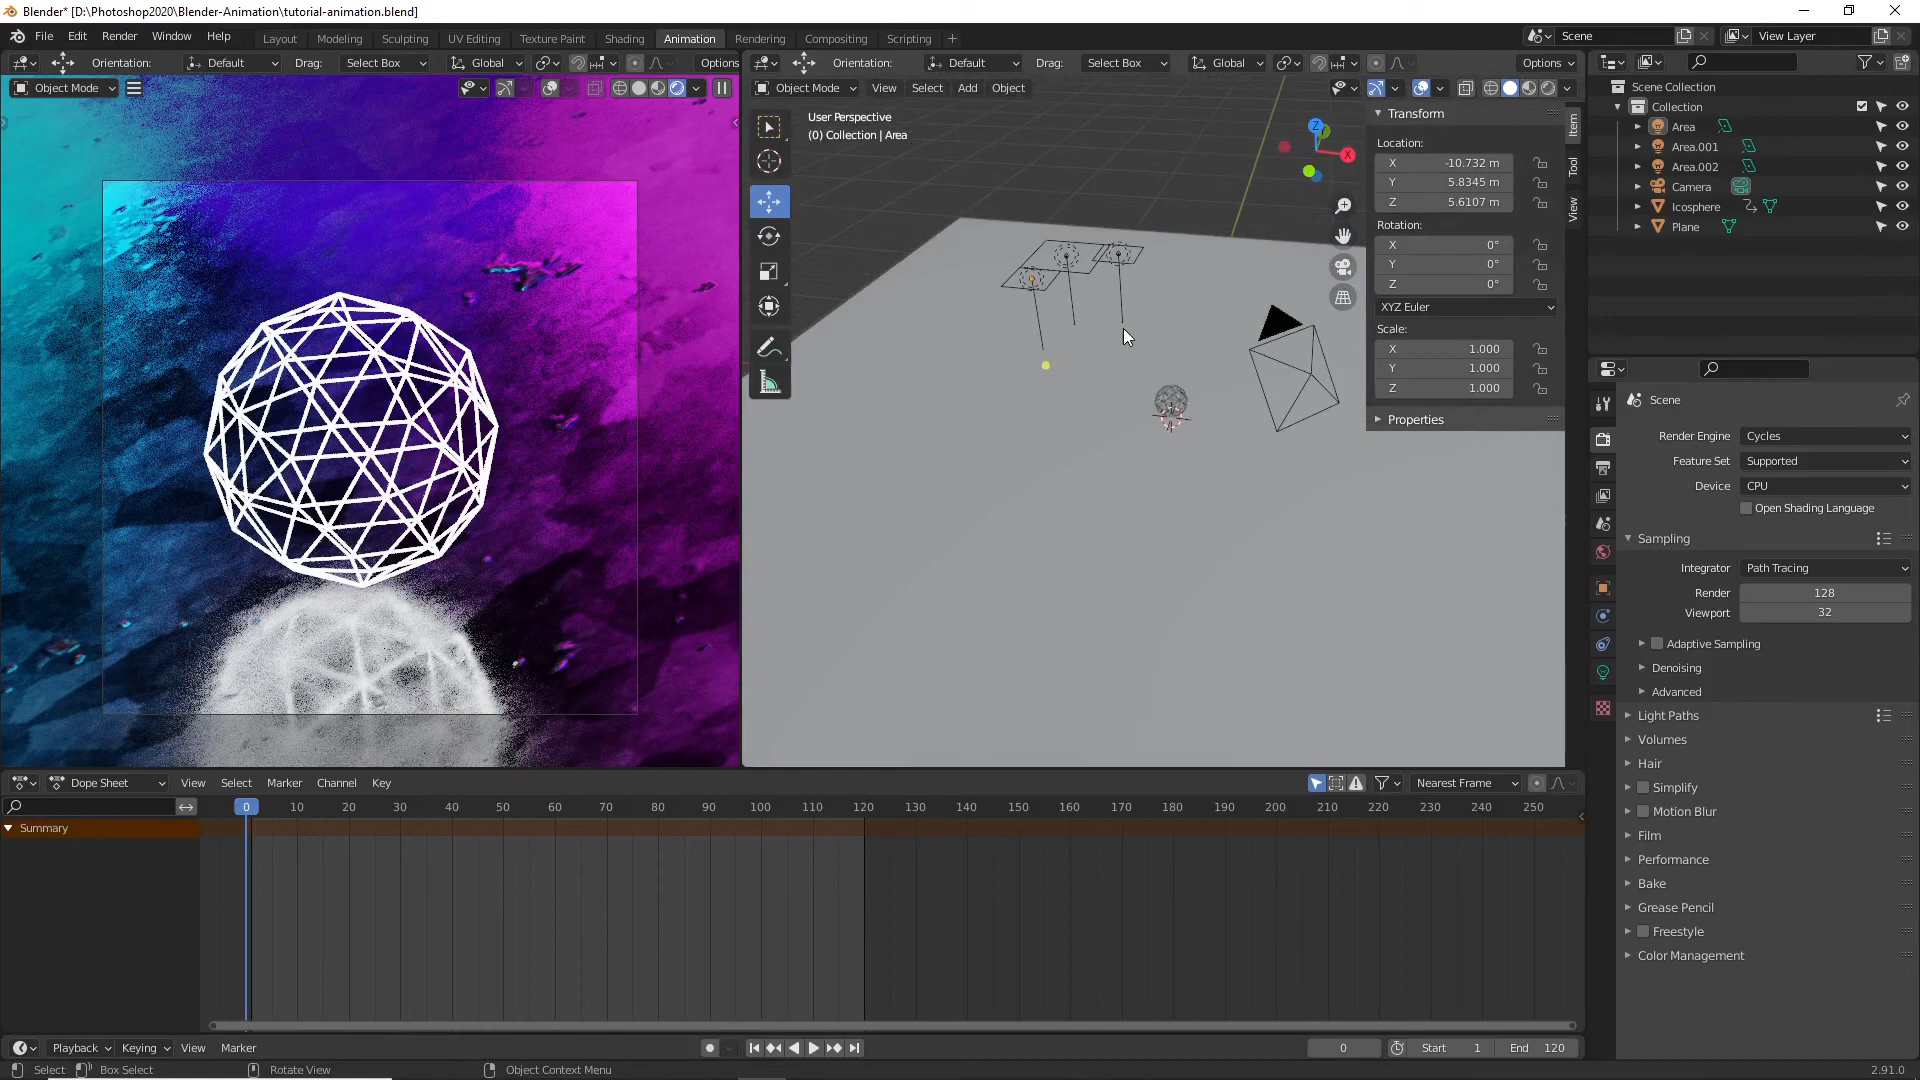 Blender* [D:\Photoshop2020\Blender-Animation\tutorial-animation.blend]
File Edit Render Window Help Layout Modeling Sculpting UV Editing Texture Paint Shading Animation Rendering Compositing Scripting + Scene View Layer
Orientation: Default Drag: Select Box Global Options
Orientation: Default Drag: Select Box Global Options
Object Mode
Object Mode View Select Add Object
User Perspective
(0) Collection | Area
Z
X
Transform
Location:
X -10.732 m
Y 5.8345 m
Z 5.6107 m
Rotation:
X 0°
Y 0°
Z 0°
XYZ Euler
Scale:
X 1.000
Y 1.000
Z 1.000
Properties
Item
Tool
View
Scene Collection
Collection
Area
Area.001
Area.002
Camera
Icosphere
Plane
Scene
Render Engine Cycles
Feature Set Supported
Device CPU
Open Shading Language
Sampling
Integrator Path Tracing
Render 128
Viewport 32
Adaptive Sampling
Denoising
Advanced
Light Paths
Volumes
Hair
Simplify
Motion Blur
Film
Performance
Bake
Grease Pencil
Freestyle
Color Management
Dope Sheet View Select Marker Channel Key Nearest Frame
0 10 20 30 40 50 60 70 80 90 100 110 120 130 140 150 160 170 180 190 200 210 220 230 240 250
Summary
Playback Keying View Marker 0 Start 1 End 120
Select Box Select Rotate View Object Context Menu 2.91.0